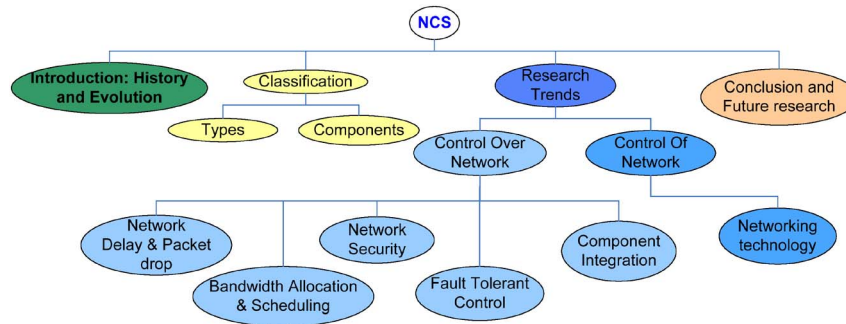 NCS
Introduction: History
and Evolution
Classification
Research
Trends
Conclusion and
Future research
Types
Components
Control Over
Network
Control Of
Network
Network
Delay & Packet
drop
Bandwidth Allocation
& Scheduling
Network
Security
Fault Tolerant
Control
Component
Integration
Networking
technology